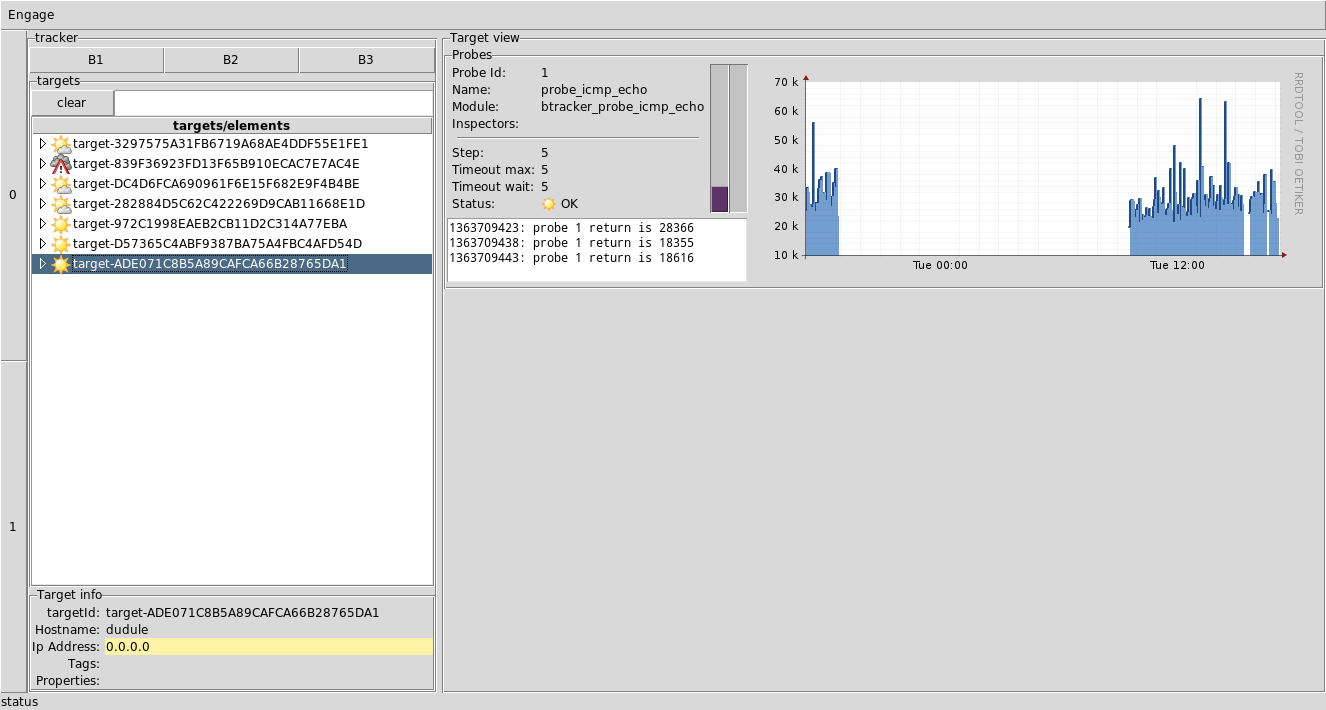 Engage
0
1
tracker
B1 B2 B3
targets
clear
targets/elements
target-3297575A31FB6719A68AE4DDF55E1FE1
target-839F36923FD13F65B910ECAC7E7AC4E
target-DC4D6FCA690961F6E15F682E9F4B4BE
target-282884D5C62C422269D9CAB11668E1D
target-972C1998EAEB2CB11D2C314A77EBA
target-D57365C4ABF9387BA75A4FBC4AFD54D
target-ADE071C8B5A89CAFCA66B28765DA1
Target info
targetId: target-ADE071C8B5A89CAFCA66B28765DA1
Hostname: dudule
Ip Address: 0.0.0.0
Tags:
Properties:
Target view
Probes
Probe Id: 1
Name: probe_icmp_echo
Module: btracker_probe_icmp_echo
Inspectors:
Step: 5
Timeout max: 5
Timeout wait: 5
Status: OK
1363709423: probe 1 return is 28366
1363709438: probe 1 return is 18355
1363709443: probe 1 return is 18616
70 k
60 k
50 k
40 k
30 k
20 k
10 k
Tue 00:00 Tue 12:00
RRDTOOL / TOBI OETIKER
status